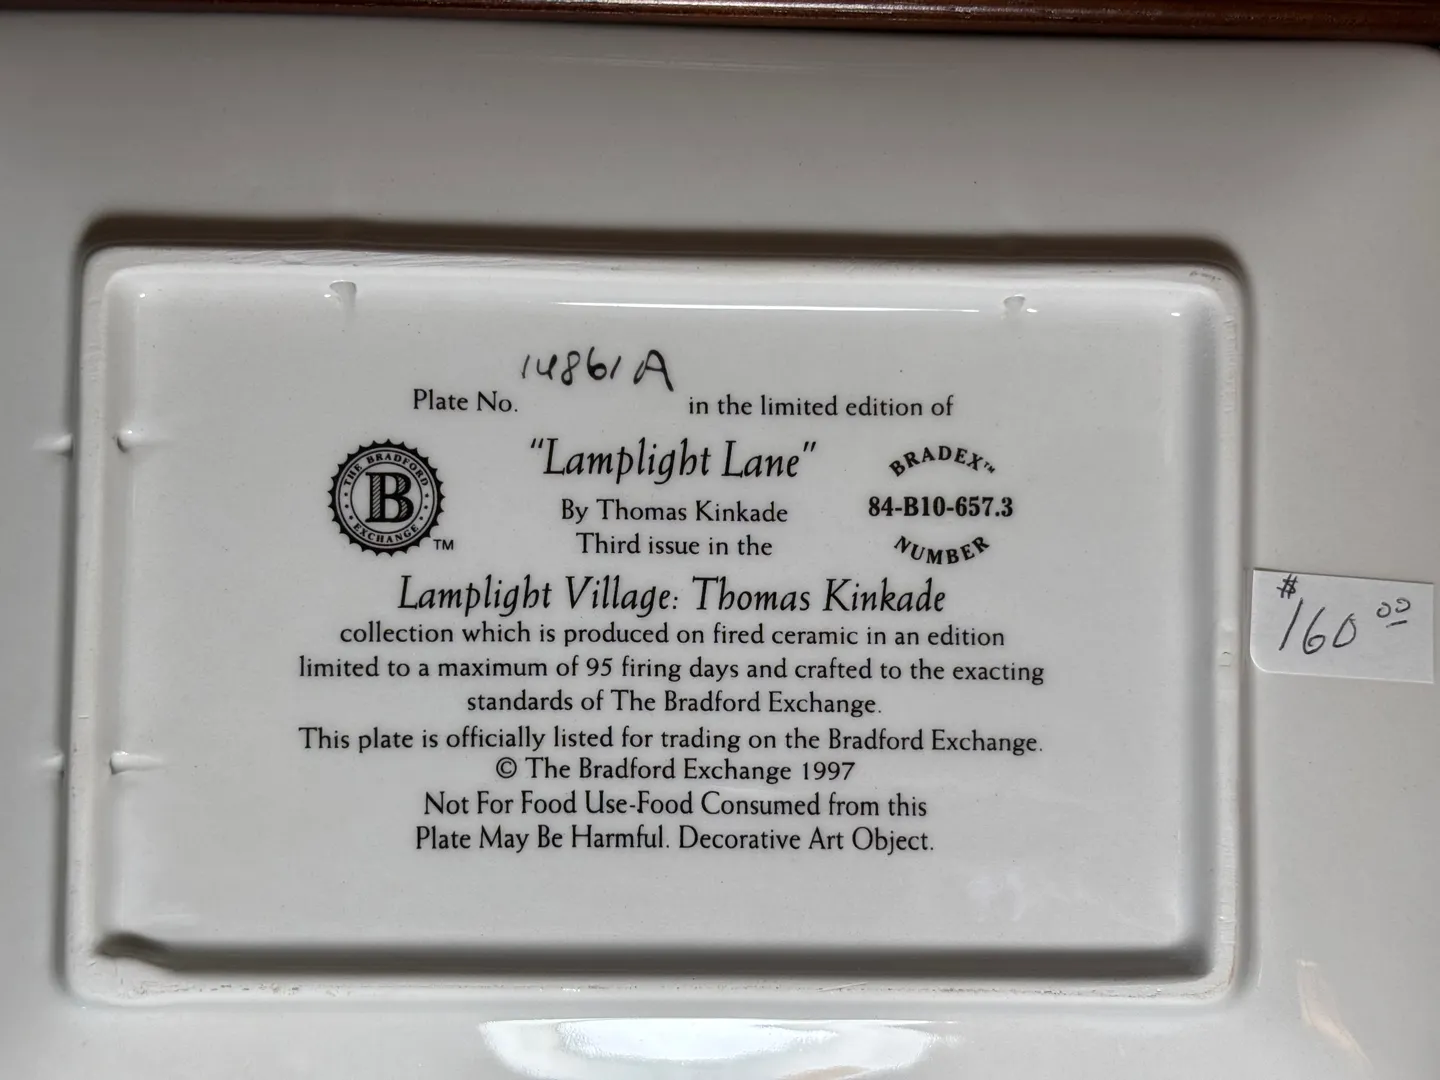 14861A
Plate No. in the limited edition of
"Lamplight Lane"
By Thomas Kinkade
Third issue in the
THE BRADFORD
B
EXCHANGE
TM
BRADEX™
84-B10-657.3
NUMBER
Lamplight Village: Thomas Kinkade
collection which is produced on fired ceramic in an edition
limited to a maximum of 95 firing days and crafted to the exacting
standards of The Bradford Exchange.
This plate is officially listed for trading on the Bradford Exchange.
© The Bradford Exchange 1997
Not For Food Use-Food Consumed from this
Plate May Be Harmful. Decorative Art Object.
$160.00